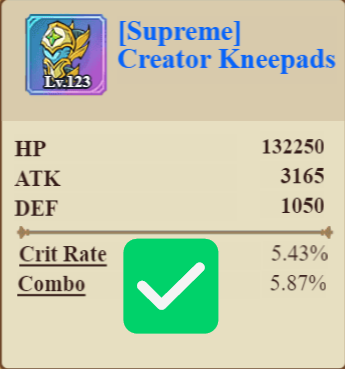 [Supreme]
Creator Kneepads
Lv.123
HP 132250
ATK 3165
DEF 1050
Crit Rate 5.43%
Combo 5.87%